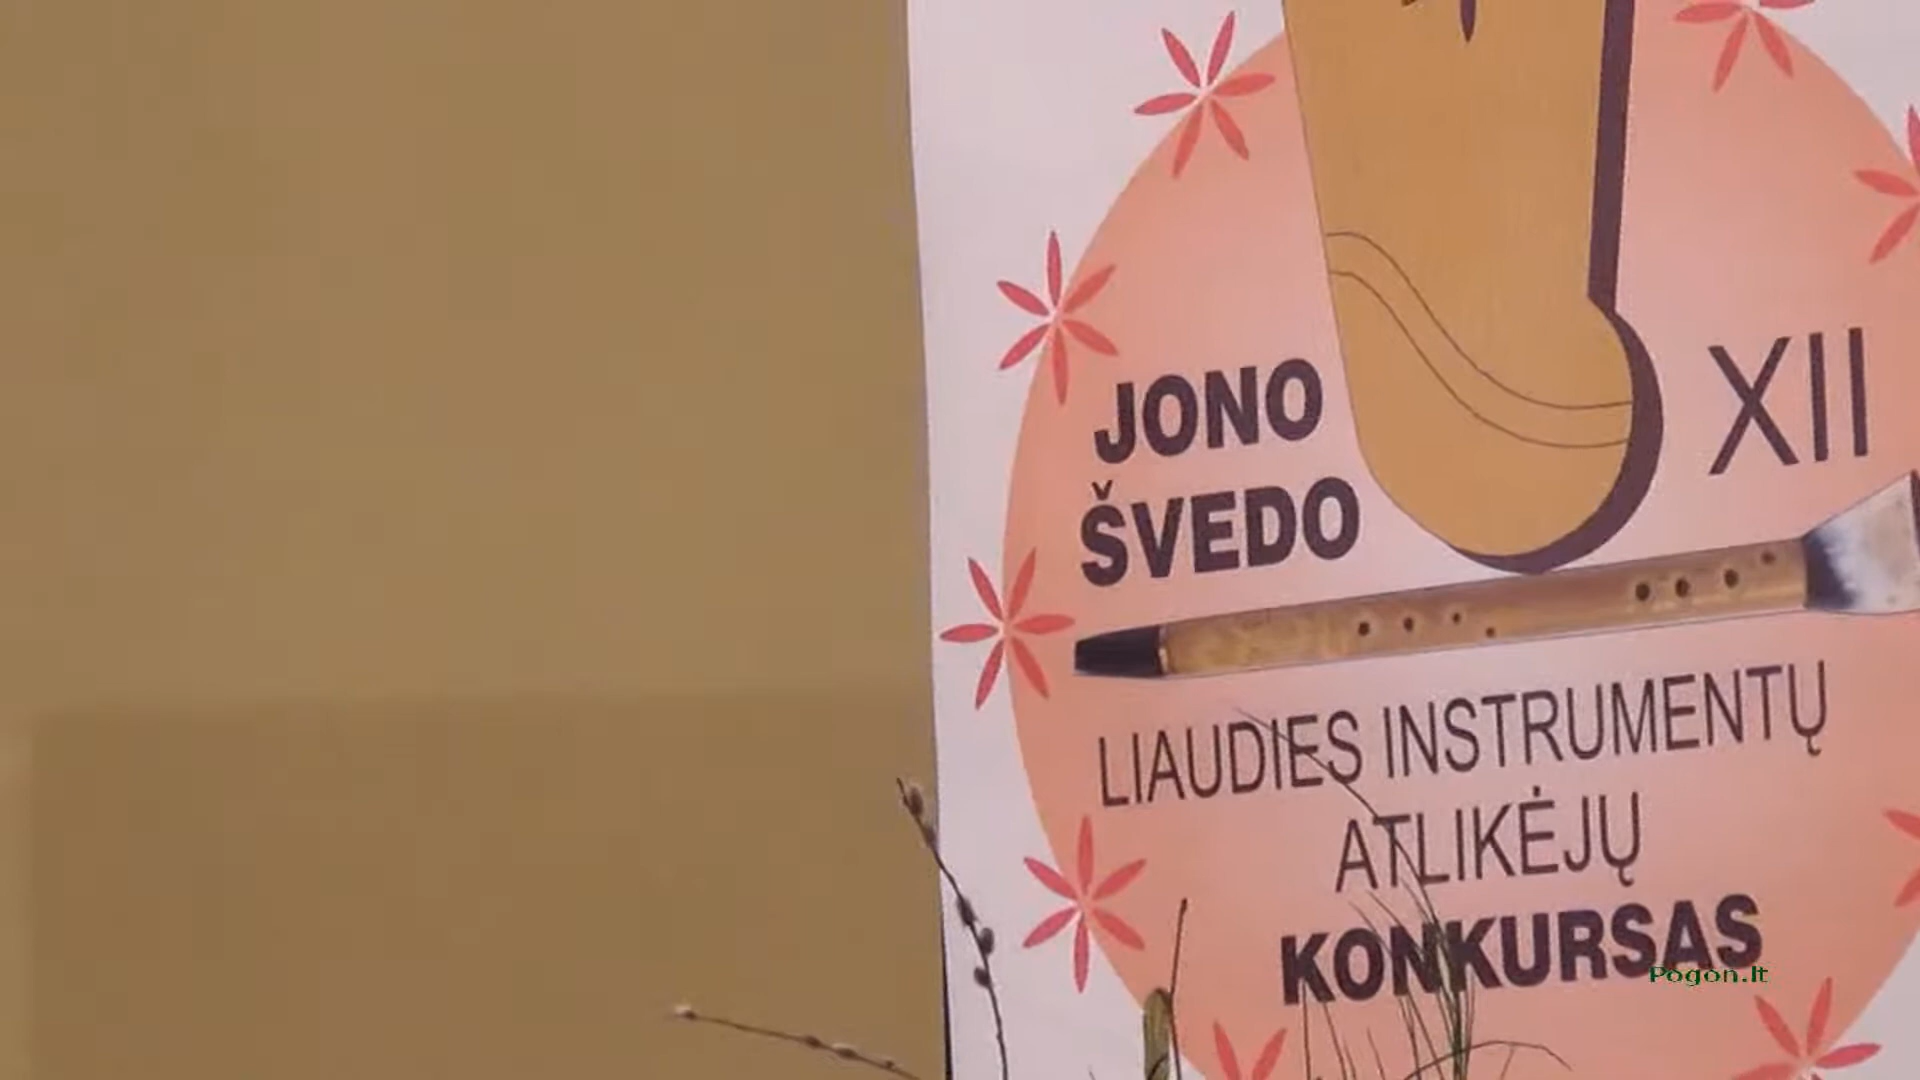 JONO
ŠVEDO
XII
LIAUDIES INSTRUMENTŲ
ATLIKĖJŲ
KONKURSAS
Pogon.lt